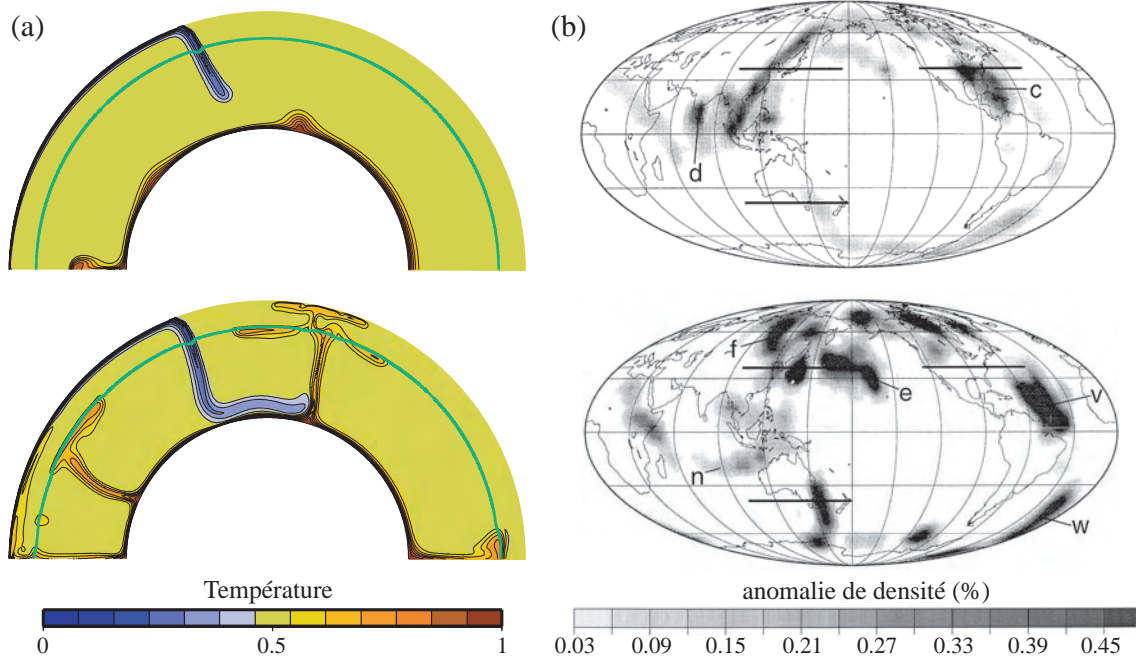 (a)
(b)
c
d
f
e
v
n
w
Température
0 0.5 1
anomalie de densité (%)
0.03 0.09 0.15 0.21 0.27 0.33 0.39 0.45